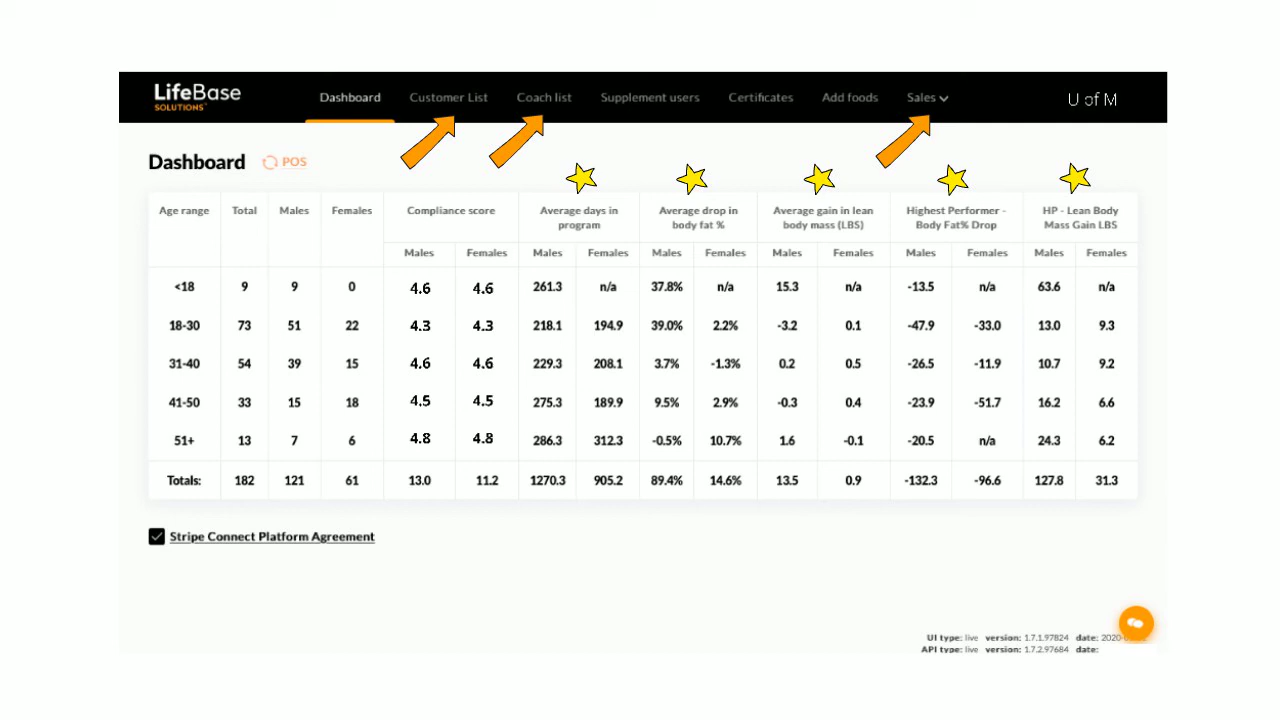 LifeBase
SOLUTIONS™
Dashboard Customer List Coach list Supplement users Certificates Add foods Sales U of M
Dashboard POS
Age range Total Males Females Compliance score Average days in program Average drop in body fat % Average gain in lean body mass (LBS) Highest Performer - Body Fat% Drop HP - Lean Body Mass Gain LBS
Males Females Males Females Males Females Males Females Males Females Males Females
<18 9 9 0 4.6 4.6 261.3 n/a 37.8% n/a 15.3 n/a -13.5 n/a 63.6 n/a
18-30 73 51 22 4.3 4.3 218.1 194.9 39.0% 2.2% -3.2 0.1 -47.9 -33.0 13.0 9.3
31-40 54 39 15 4.6 4.6 229.3 208.1 3.7% -1.3% 0.2 0.5 -26.5 -11.9 10.7 9.2
41-50 33 15 18 4.5 4.5 275.3 189.9 9.5% 2.9% -0.3 0.4 -23.9 -51.7 16.2 6.6
51+ 13 7 6 4.8 4.8 286.3 312.3 -0.5% 10.7% 1.6 -0.1 -20.5 n/a 24.3 6.2
Totals: 182 121 61 13.0 11.2 1270.3 905.2 89.4% 14.6% 13.5 0.9 -132.3 -96.6 127.8 31.3
Stripe Connect Platform Agreement
UI type: live version: 1.7.1.97824 date: 2020-
API type: live version: 1.7.2.97684 date: